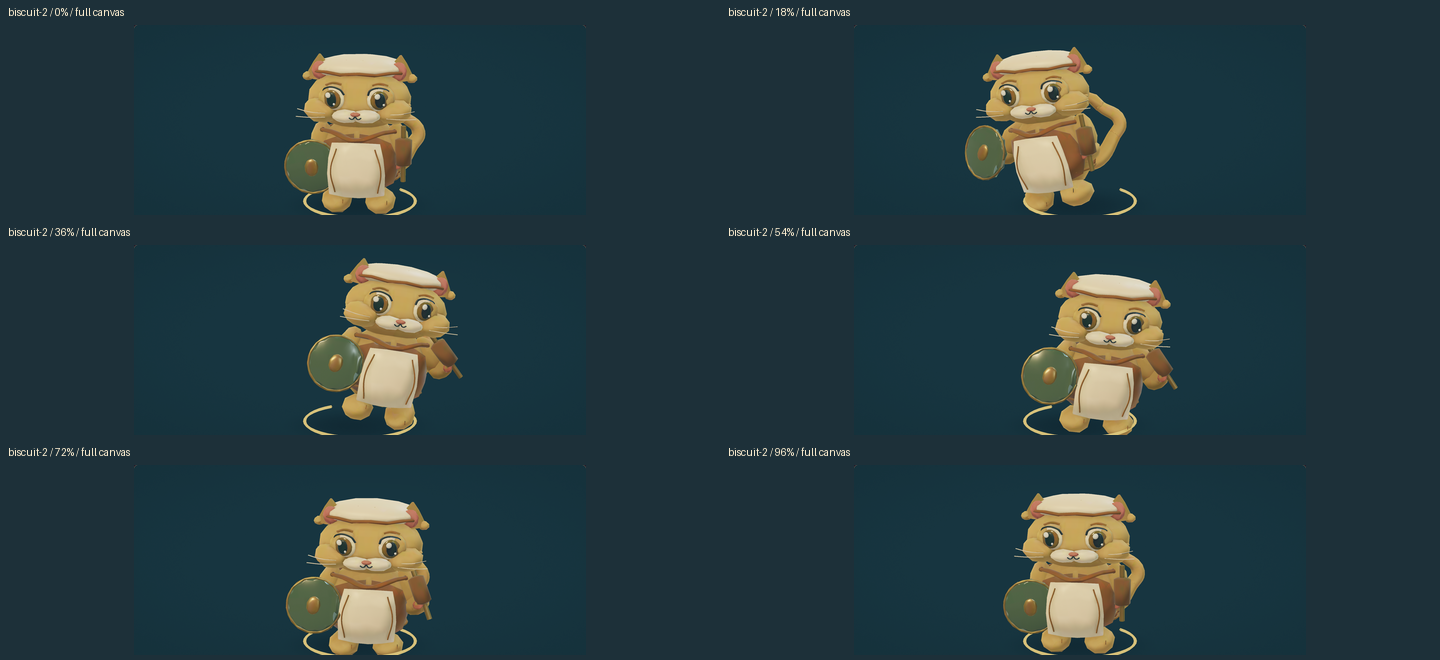 biscuit-2 / 0% / full canvas
biscuit-2 / 18% / full canvas
biscuit-2 / 36% / full canvas
biscuit-2 / 54% / full canvas
biscuit-2 / 72% / full canvas
biscuit-2 / 96% / full canvas